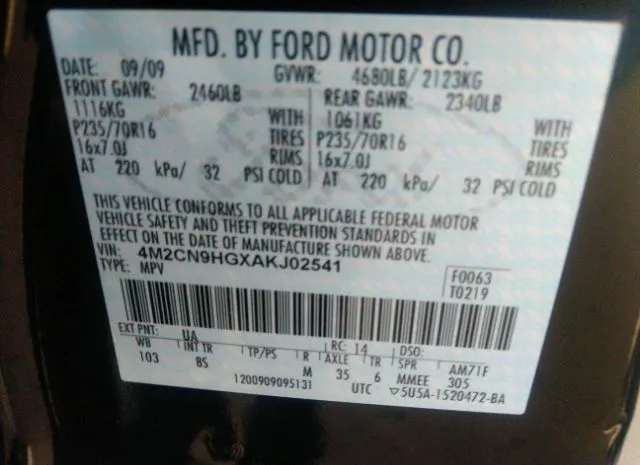 MFD. BY FORD MOTOR CO.
DATE: 09/09 GVWR: 4680LB/ 2123KG
FRONT GAWR: 2460LB REAR GAWR: 2340LB
1116KG WITH 1061KG WITH
P235/70R16 TIRES P235/70R16 TIRES
16x7.0J RIMS 16x7.0J RIMS
AT 220 kPa/ 32 PSI COLD AT 220 kPa/ 32 PSI COLD
THIS VEHICLE CONFORMS TO ALL APPLICABLE FEDERAL MOTOR
VEHICLE SAFETY AND THEFT PREVENTION STANDARDS IN
EFFECT ON THE DATE OF MANUFACTURE SHOWN ABOVE.
VIN: 4M2CN9HGXAKJ02541
TYPE: MPV
F0063
T0219
EXT PNT: UA RC: 14 DSO:
WB INT TR TP/PS R AXLE TR SPR AM71F
103 8S M 35 6 MMEE 305
1200909095131 UTC ▽5U5A-1520472-BA